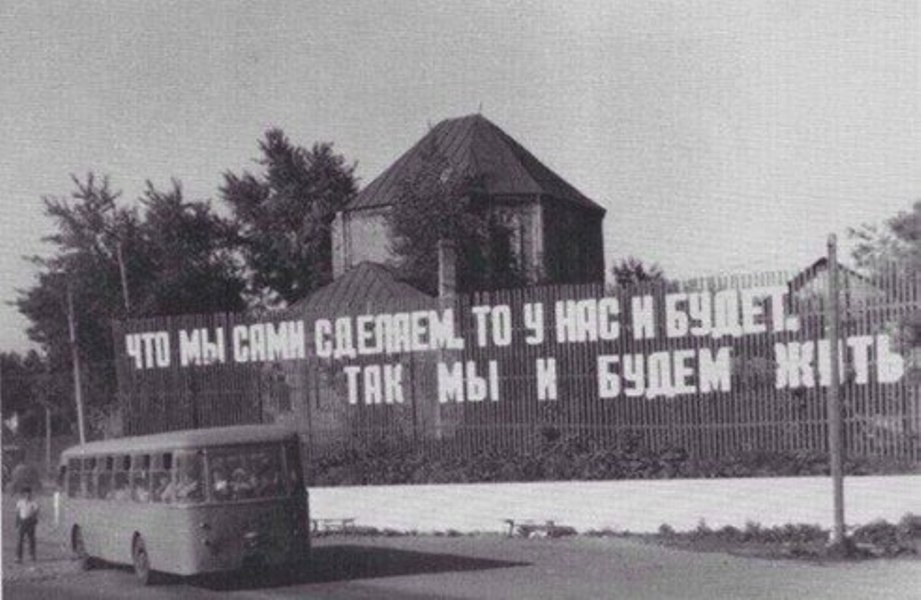 ЧТО МЫ САМИ СДЕЛАЕМ, ТО У НАС И БУДЕТ.
ТАК МЫ И БУДЕМ ЖИТЬ